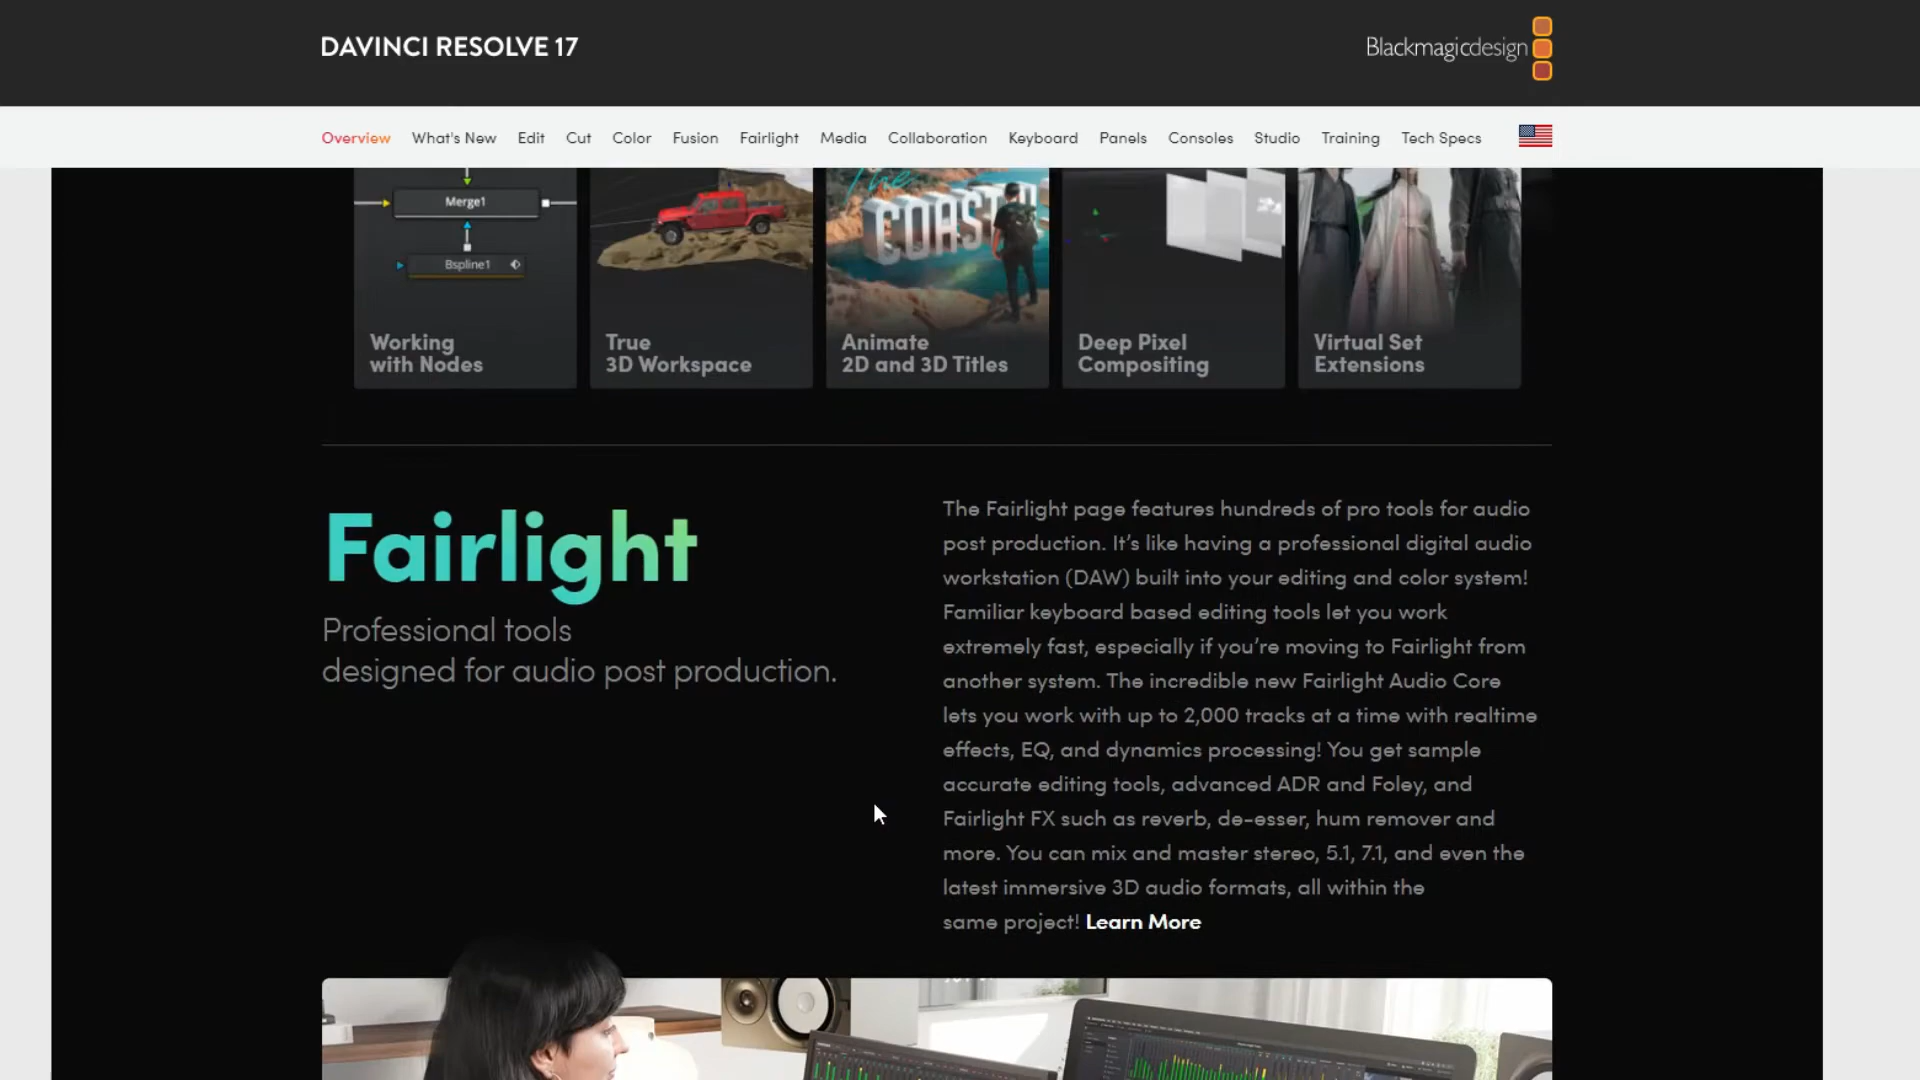 DAVINCI RESOLVE 17
Blackmagicdesign
Overview What's New Edit Cut Color Fusion Fairlight Media Collaboration Keyboard Panels Consoles Studio Training Tech Specs
Merge1
Bspline1
The
COAST
Working
with Nodes
True
3D Workspace
Animate
2D and 3D Titles
Deep Pixel
Compositing
Virtual Set
Extensions
Fairlight
Professional tools
designed for audio post production.
The Fairlight page features hundreds of pro tools for audio
post production. It’s like having a professional digital audio
workstation (DAW) built into your editing and color system!
Familiar keyboard based editing tools let you work
extremely fast, especially if you’re moving to Fairlight from
another system. The incredible new Fairlight Audio Core
lets you work with up to 2,000 tracks at a time with realtime
effects, EQ, and dynamics processing! You get sample
accurate editing tools, advanced ADR and Foley, and
Fairlight FX such as reverb, de-esser, hum remover and
more. You can mix and master stereo, 5.1, 7.1, and even the
latest immersive 3D audio formats, all within the
same project! Learn More